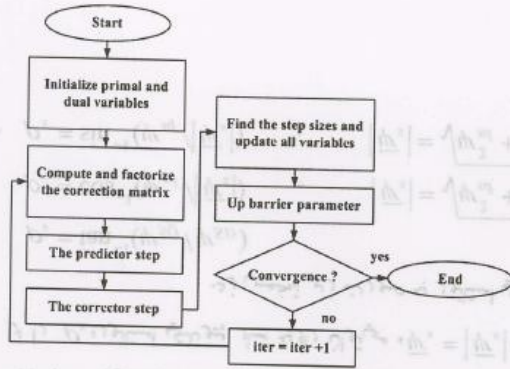 Start
Initialize primal and
dual variables
Compute and factorize
the correction matrix
The predictor step
The corrector step
Find the step sizes and
update all variables
Up barrier parameter
Convergence ?
yes
End
no
iter = iter +1